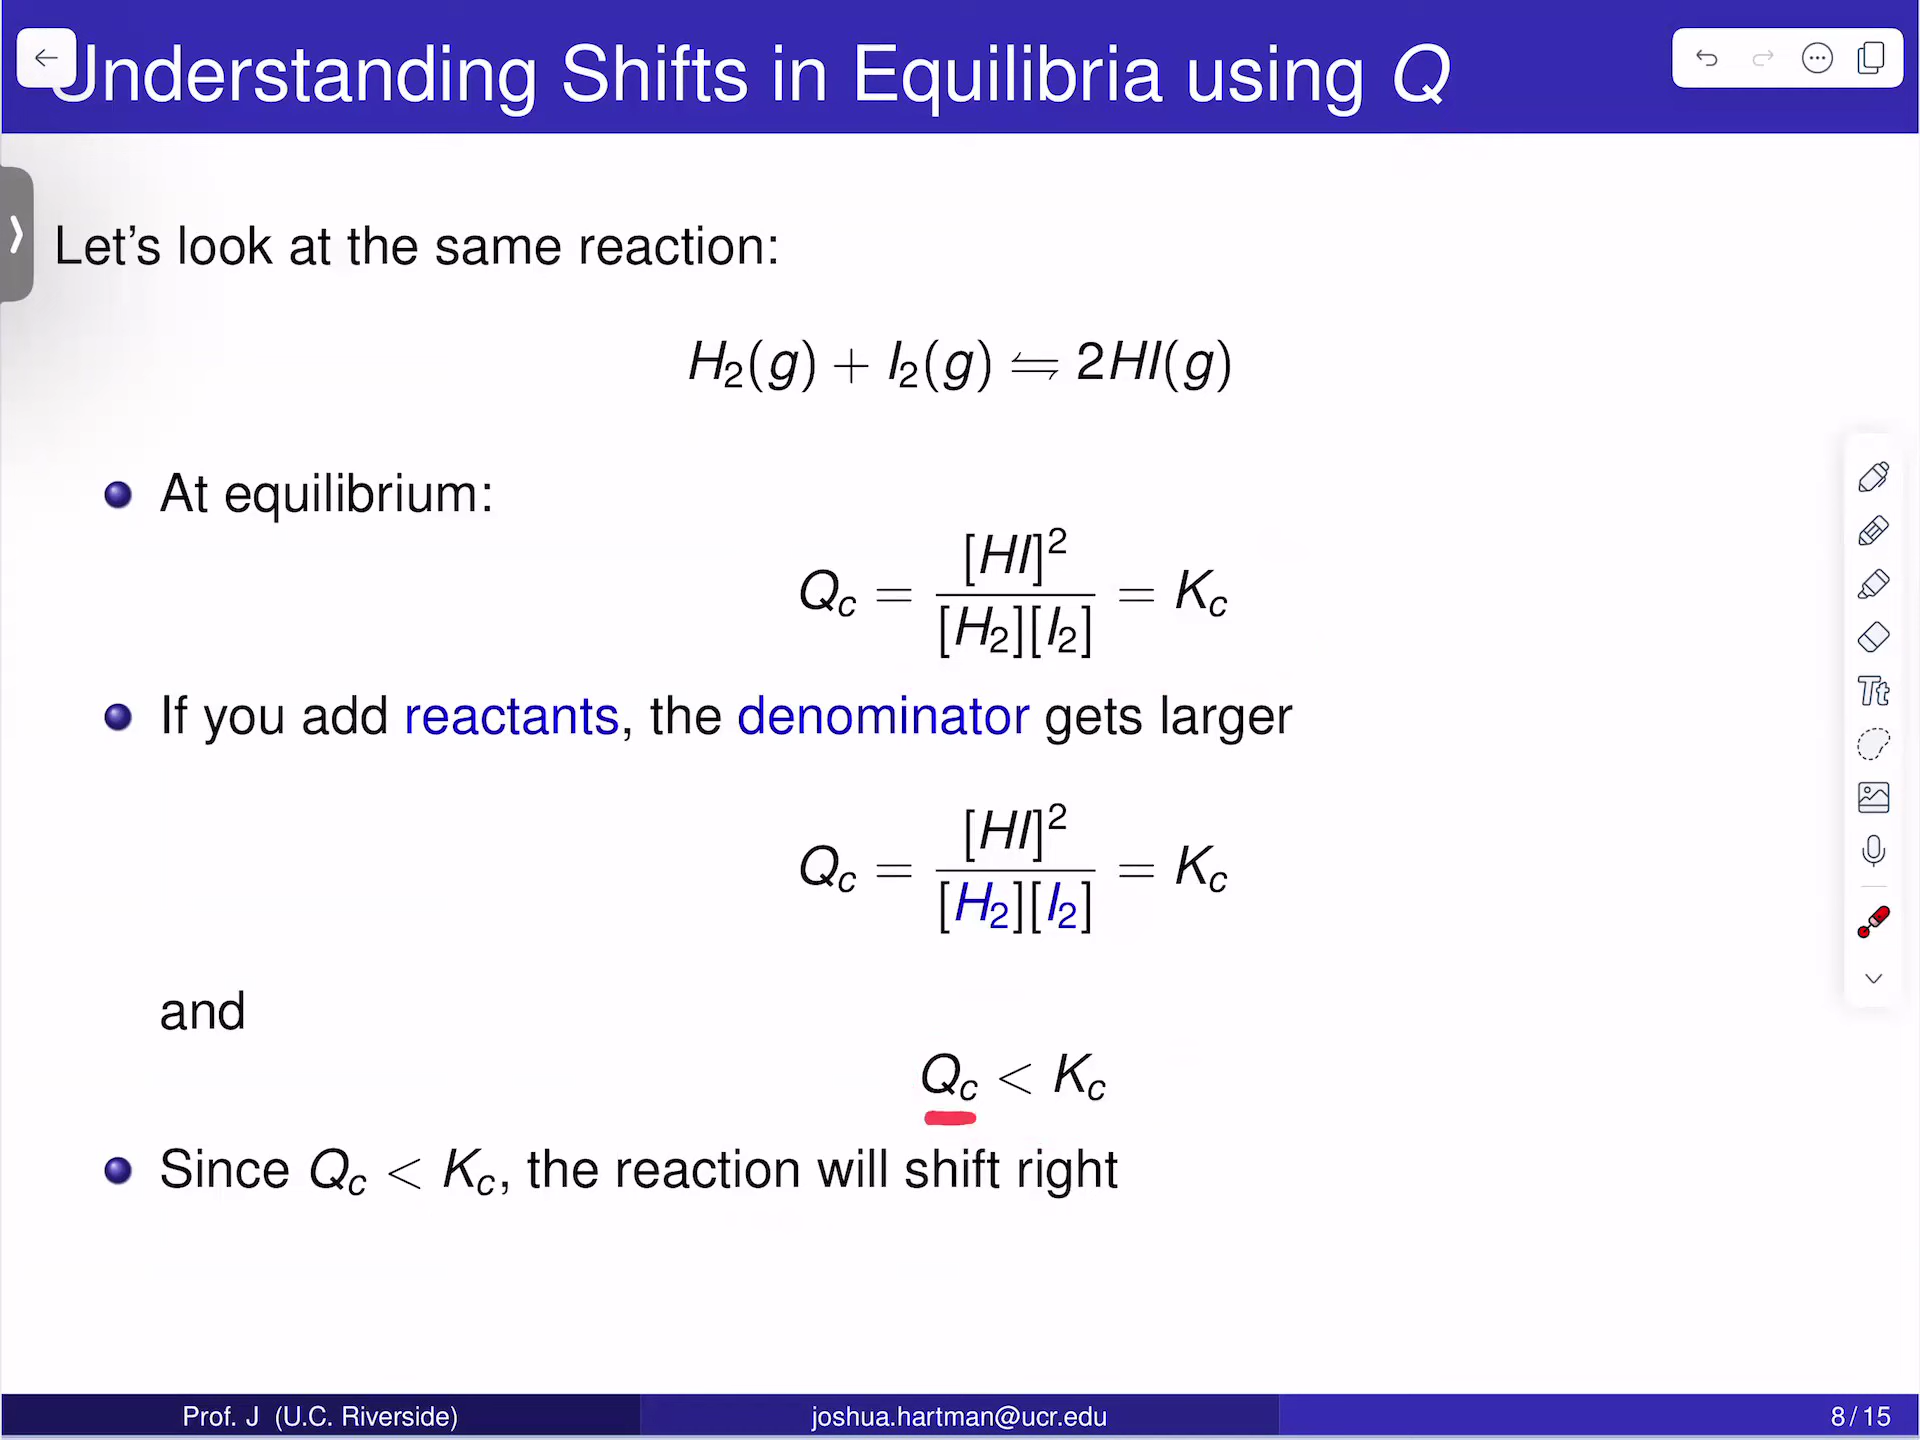 Understanding Shifts in Equilibria using Q
Let's look at the same reaction:
H₂(g) + I₂(g) ⇋ 2HI(g)
At equilibrium:
Q_c = [HI]² / [H₂][I₂] = K_c
If you add reactants, the denominator gets larger
Q_c = [HI]² / [H₂][I₂] = K_c
and
Q_c < K_c
Since Q_c < K_c, the reaction will shift right
Tt
Prof. J (U.C. Riverside)
joshua.hartman@ucr.edu
8 / 15